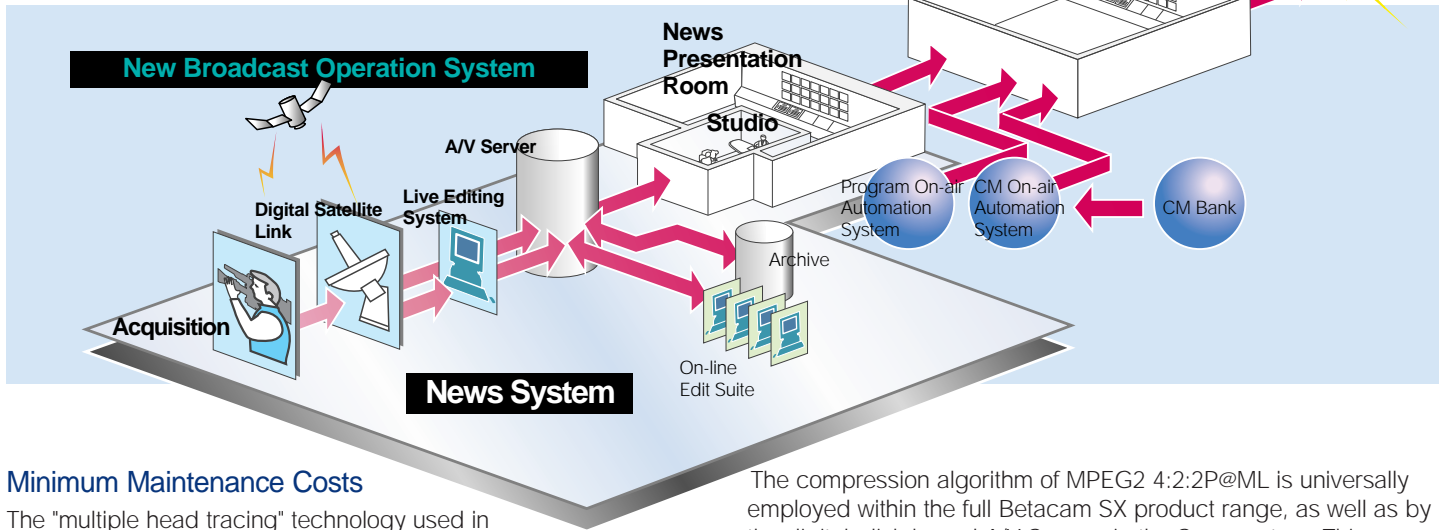 New Broadcast Operation System
News
Presentation
Room
Studio
A/V Server
Live Editing
System
Digital Satellite
Link
Acquisition
Program On-air
Automation
System
CM On-air
Automation
System
CM Bank
Archive
On-line
Edit Suite
News System
Minimum Maintenance Costs
The "multiple head tracing" technology used in
The compression algorithm of MPEG2 4:2:2P@ML is universally
employed within the full Betacam SX product range, as well as by